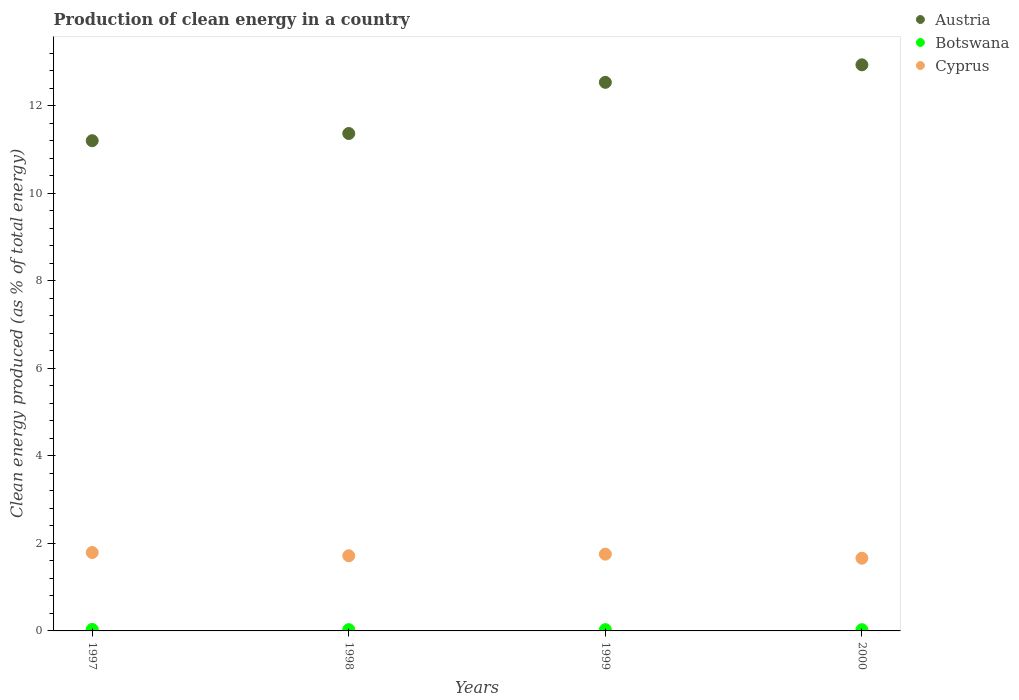 Production of clean energy in a country
Austria
Botswana
Cyprus
Clean energy produced (as % of total energy)
12
10
8
6
4
2
0
1997
1998
1999
2000
Years